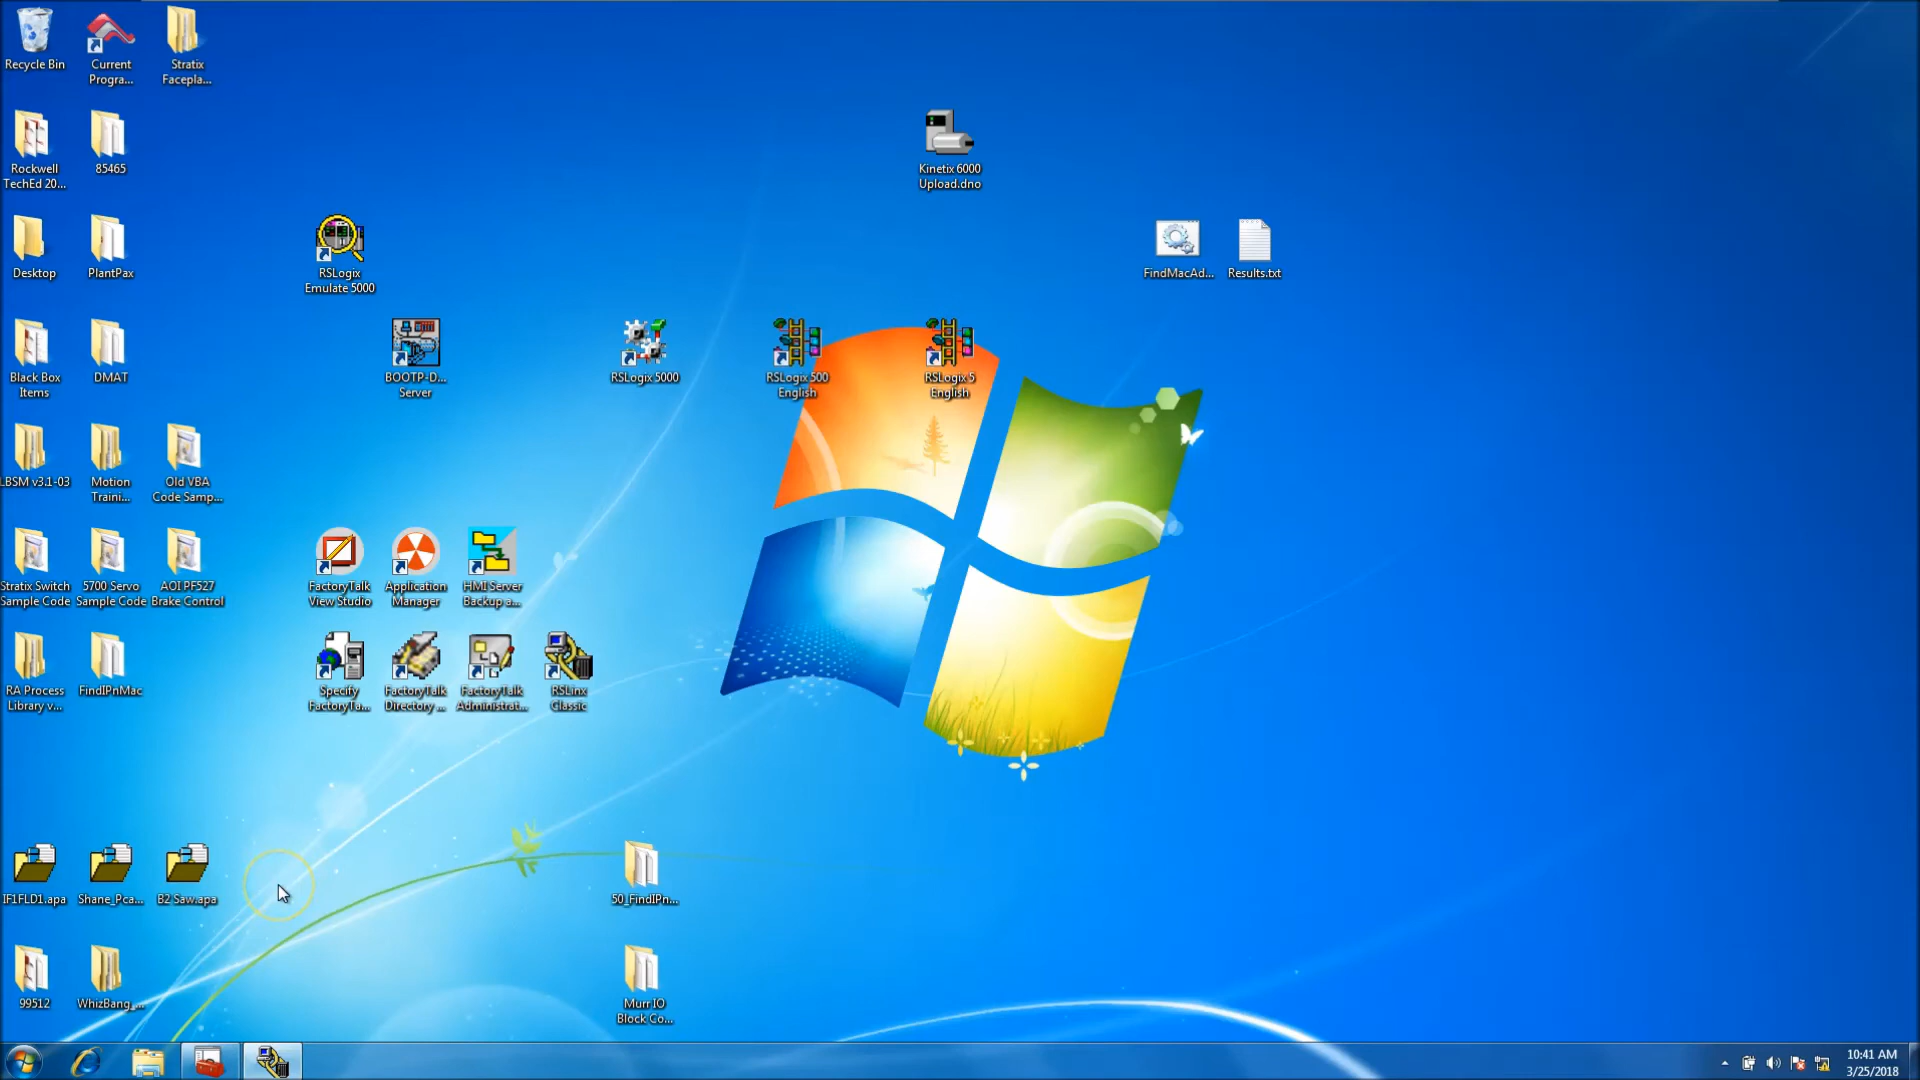 Recycle Bin
Current
Progra...
Stratix
Facepla...
Rockwell
TechEd 20...
85465
Kinetix 6000
Upload.dno
Desktop
PlantPax
RSLogix
Emulate 5000
FindMacAd...
Results.txt
Black Box
Items
DMAT
BOOTP-D...
Server
RSLogix 5000
RSLogix 500
English
RSLogix 5
English
LBSM v3.1-03
Motion
Traini...
Old VBA
Code Samp...
Stratix Switch
Sample Code
5700 Servo
Sample Code
AOI PF527
Brake Control
FactoryTalk
View Studio
Application
Manager
HMI Server
Backup a...
RA Process
Library v...
FindIPnMac
Specify
FactoryTa...
FactoryTalk
Directory ...
FactoryTalk
Administrat...
RSLinx
Classic
IF1FLD1.apa
Shane_Pca...
B2 Saw.apa
50_FindIPn...
99512
WhizBang_...
Murr IO
Block Co...
10:41 AM
3/25/2018